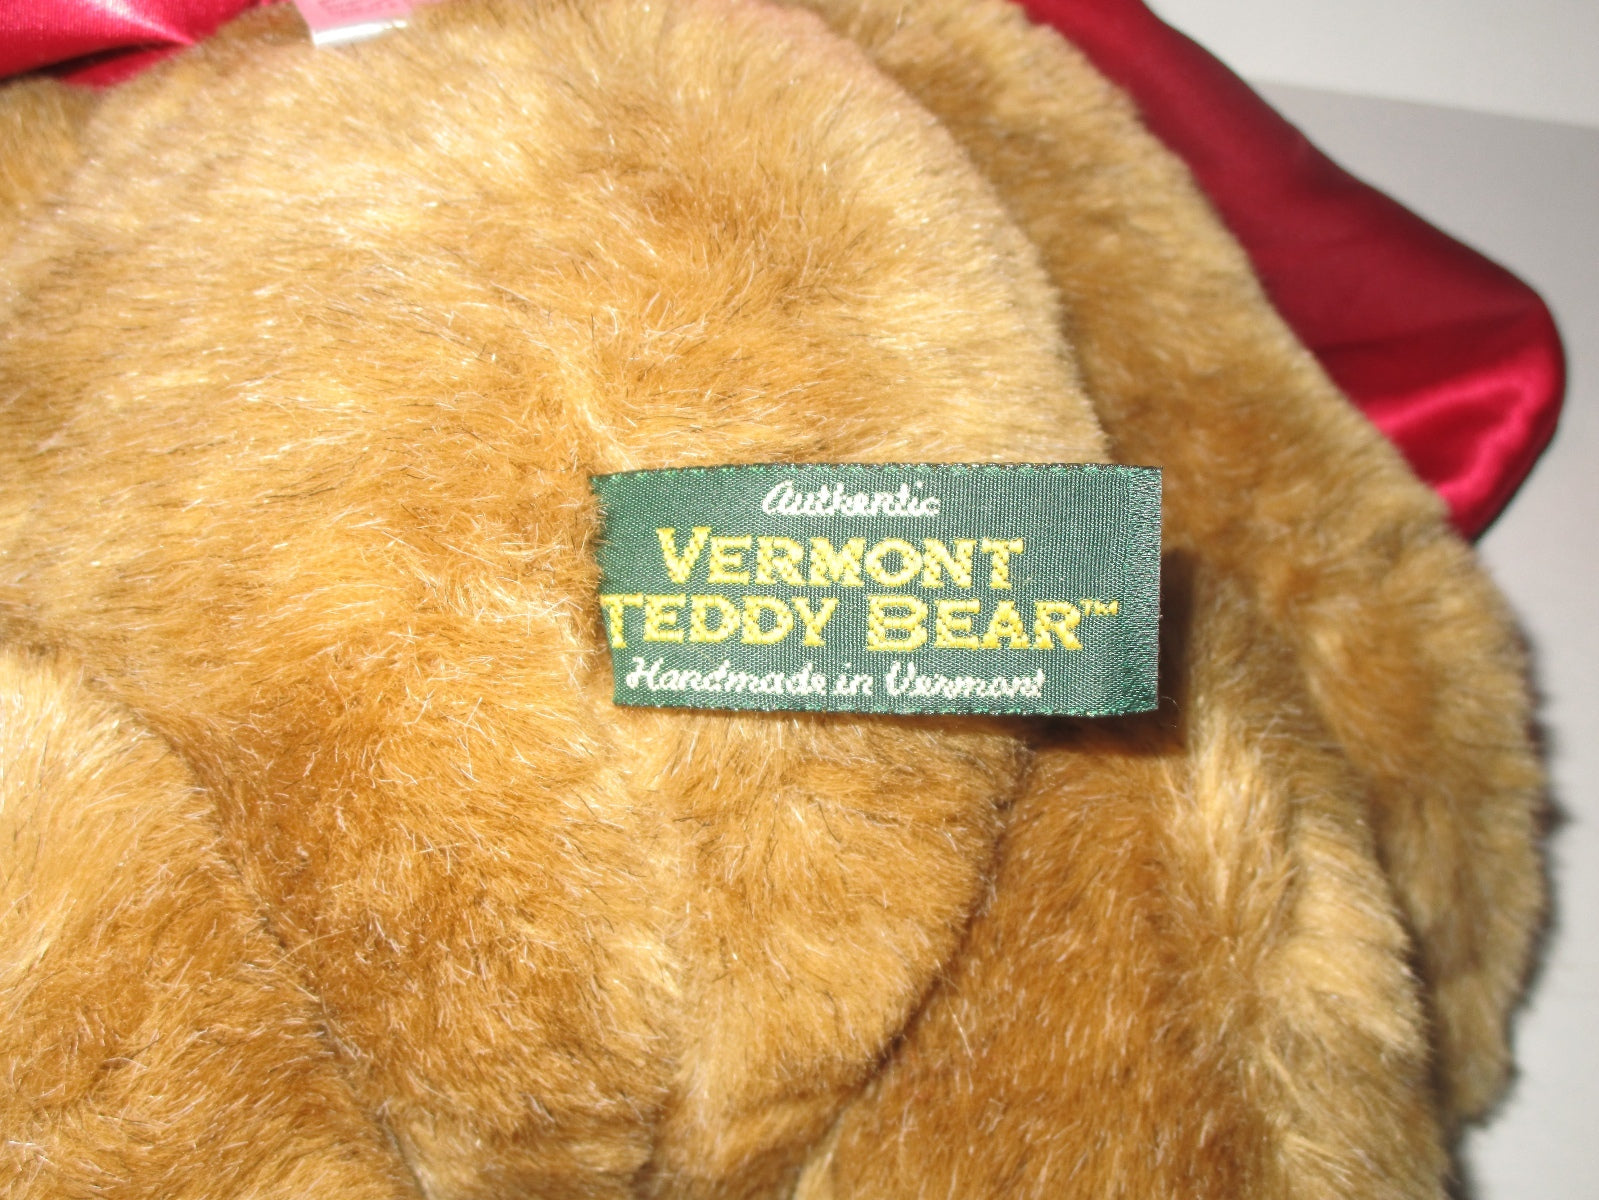 Authentic
VERMONT
TEDDY BEAR™
Handmade in Vermont